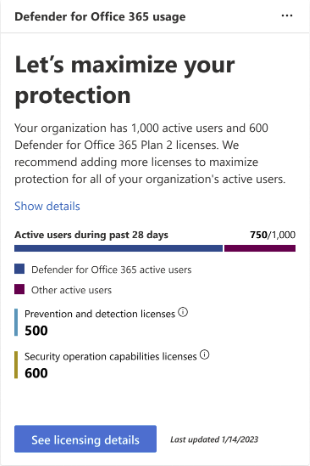 Defender for Office 365 usage
Let’s maximize your
protection
Your organization has 1,000 active users and 600
Defender for Office 365 Plan 2 licenses. We
recommend adding more licenses to maximize
protection for all of your organization's active users.
Show details
Active users during past 28 days 750/1,000
Defender for Office 365 active users
Other active users
Prevention and detection licenses
500
Security operation capabilities licenses
600
See licensing details Last updated 1/14/2023